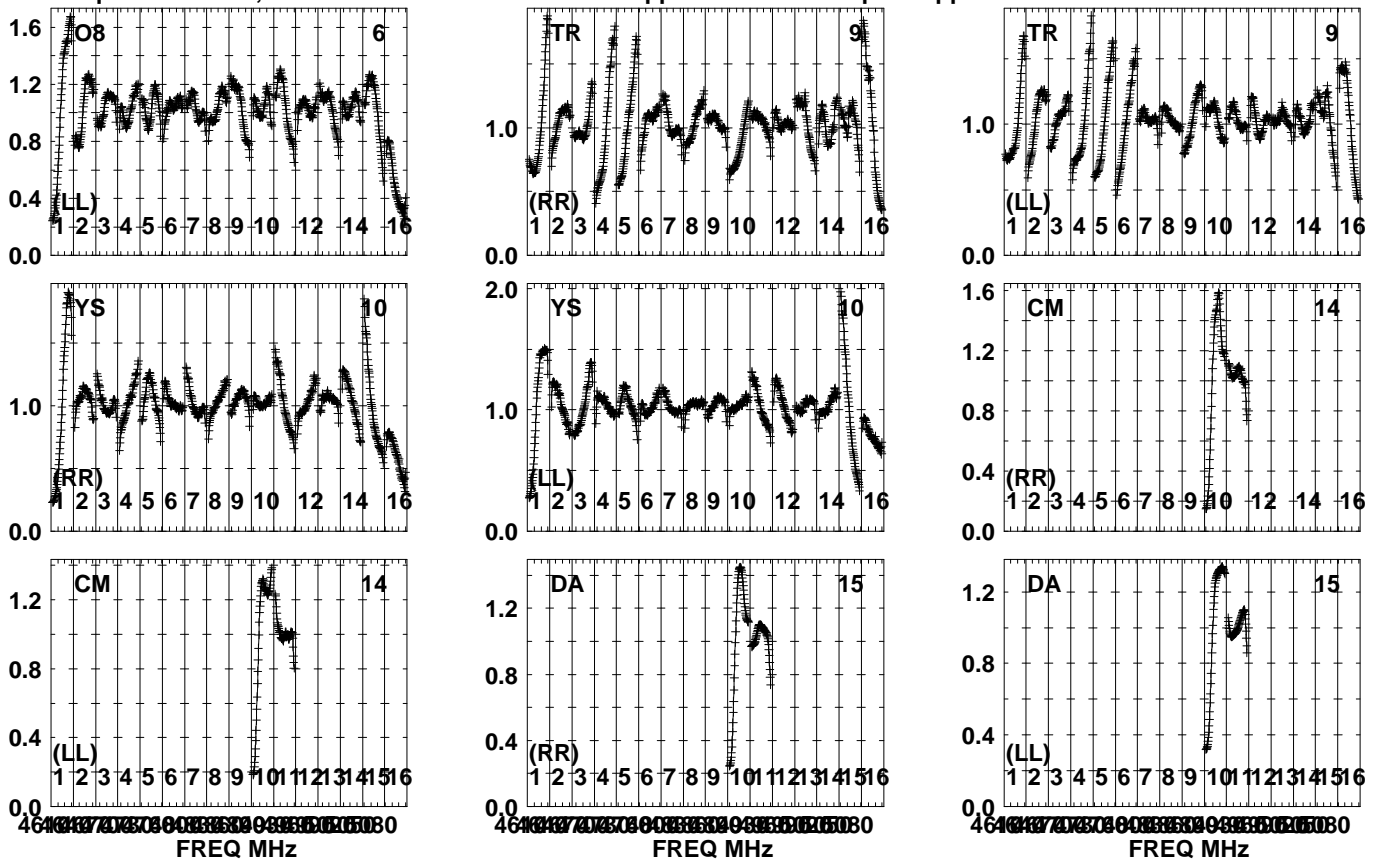 1.6 O8 6 TR 9 TR 9
1.2
0.8 1.0 1.0
0.4 (LL) (RR) (LL)
1 2 3 4 5 6 7 8 9 10 12 14 16 1 2 3 4 5 6 7 8 9 10 12 14 16 1 2 3 4 5 6 7 8 9 10 12 14 16
0.0 0.0 0.0
YS 10 2.0 YS 10 1.6 CM 14
1.2
1.0 1.0 0.8
(RR) (LL) 0.4 (RR)
1 2 3 4 5 6 7 8 9 10 12 14 16 1 2 3 4 5 6 7 8 9 10 12 14 16 1 2 3 4 5 6 7 8 9 10 12 14 16
0.0 0.0 0.0
CM 14 DA 15 DA 15
1.2 1.2 1.2
0.8 0.8 0.8
0.4 (LL) 0.4 (RR) 0.4 (LL)
1 2 3 4 5 6 7 8 9 10 11 12 13 14 15 16 1 2 3 4 5 6 7 8 9 10 11 12 13 14 15 16 1 2 3 4 5 6 7 8 9 10 11 12 13 14 15 16
0.0 0.0 0.0
FREQ MHz FREQ MHz FREQ MHz